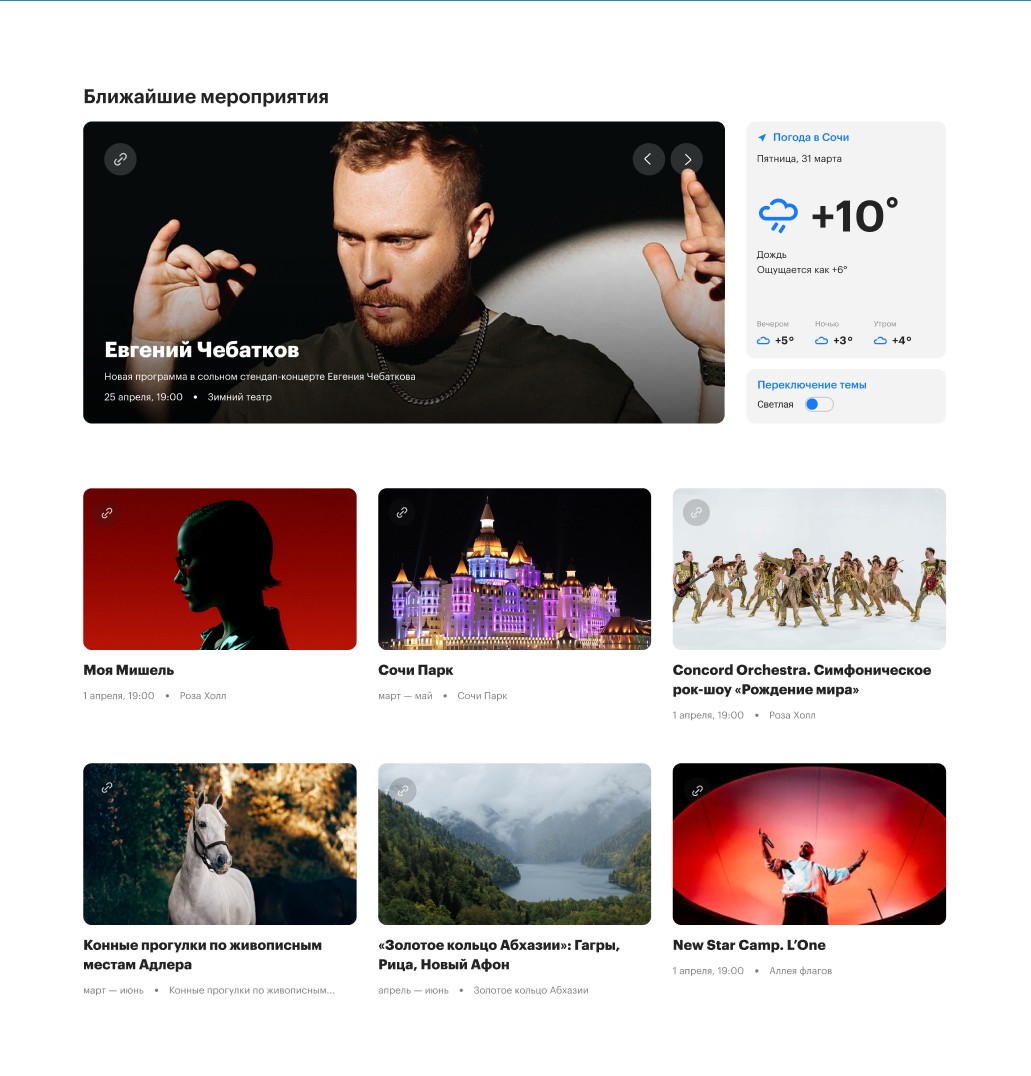 Ближайшие мероприятия
Евгений Чебатков
Новая программа в сольном стендап-концерте Евгения Чебаткова
25 апреля, 19:00 • Зимний театр
Погода в Сочи
Пятница, 31 марта
+10°
Дождь
Ощущается как +6°
Вечером Ночью Утром
+5° +3° +4°
Переключение темы
Светлая
Моя Мишель
1 апреля, 19:00 • Роза Холл
Сочи Парк
март — май • Сочи Парк
Concord Orchestra. Симфоническое
рок-шоу «Рождение мира»
1 апреля, 19:00 • Роза Холл
Конные прогулки по живописным
местам Адлера
март — июнь • Конные прогулки по живописным...
«Золотое кольцо Абхазии»: Гагры,
Рица, Новый Афон
апрель — июнь • Золотое кольцо Абхазии
New Star Camp. L’One
1 апреля, 19:00 • Аллея флагов